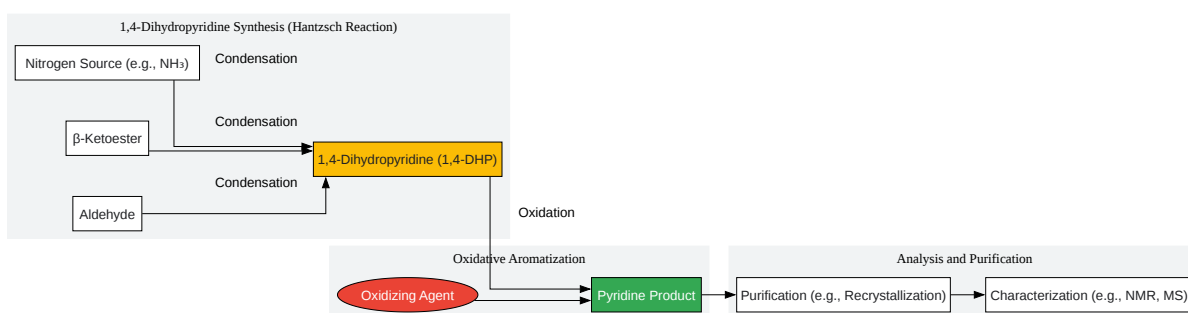 1,4-Dihydropyridine Synthesis (Hantzsch Reaction)
Nitrogen Source (e.g., NH₃)
Condensation
β-Ketoester
Condensation
1,4-Dihydropyridine (1,4-DHP)
Condensation
Aldehyde
Oxidation
Oxidative Aromatization
Oxidizing Agent
Pyridine Product
Analysis and Purification
Purification (e.g., Recrystallization)
Characterization (e.g., NMR, MS)